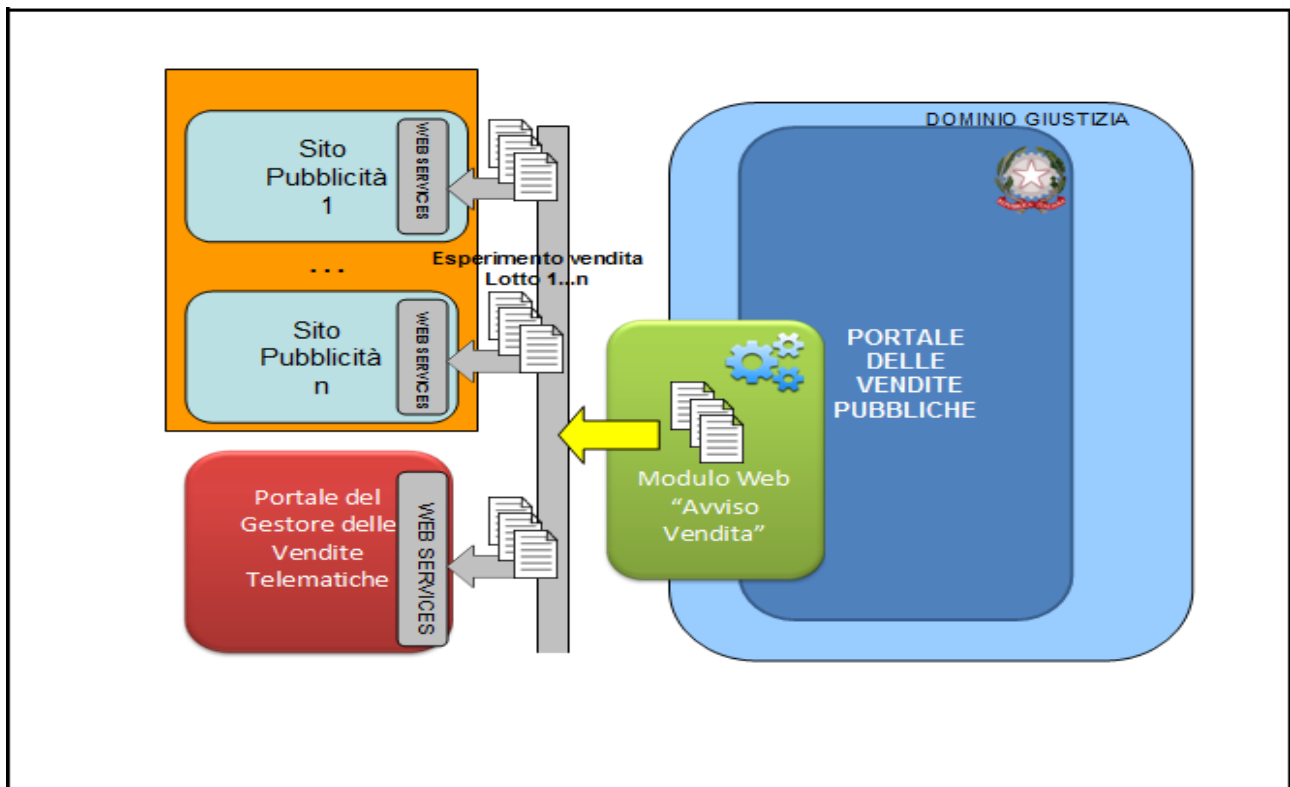 DOMINIO GIUSTIZIA
Sito
Pubblicità
1
WEB SERVICES
...
Esperimento vendita
Lotto 1...n
Sito
Pubblicità
n
WEB SERVICES
PORTALE
DELLE
VENDITE
PUBBLICHE
Modulo Web
“Avviso
Vendita”
Portale del
Gestore delle
Vendite
Telematiche
WEB SERVICES